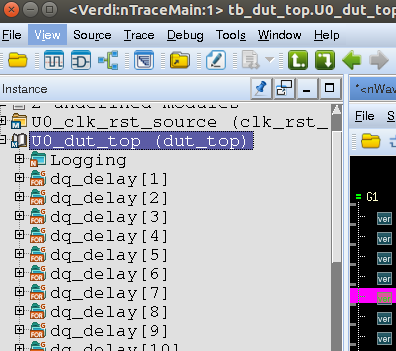 <Verdi:nTraceMain:1> tb_dut_top.U0_dut_top
File View Source Trace Debug Tools Window
Instance
2 undefined modules
U0_clk_rst_source (clk_rst_
U0_dut_top (dut_top)
Logging
dq_delay[1]
dq_delay[2]
dq_delay[3]
dq_delay[4]
dq_delay[5]
dq_delay[6]
dq_delay[7]
dq_delay[8]
dq_delay[9]
dq_delay[10]
*<nWav
File S
G1
ver
ver
ver
ver
ver
ver